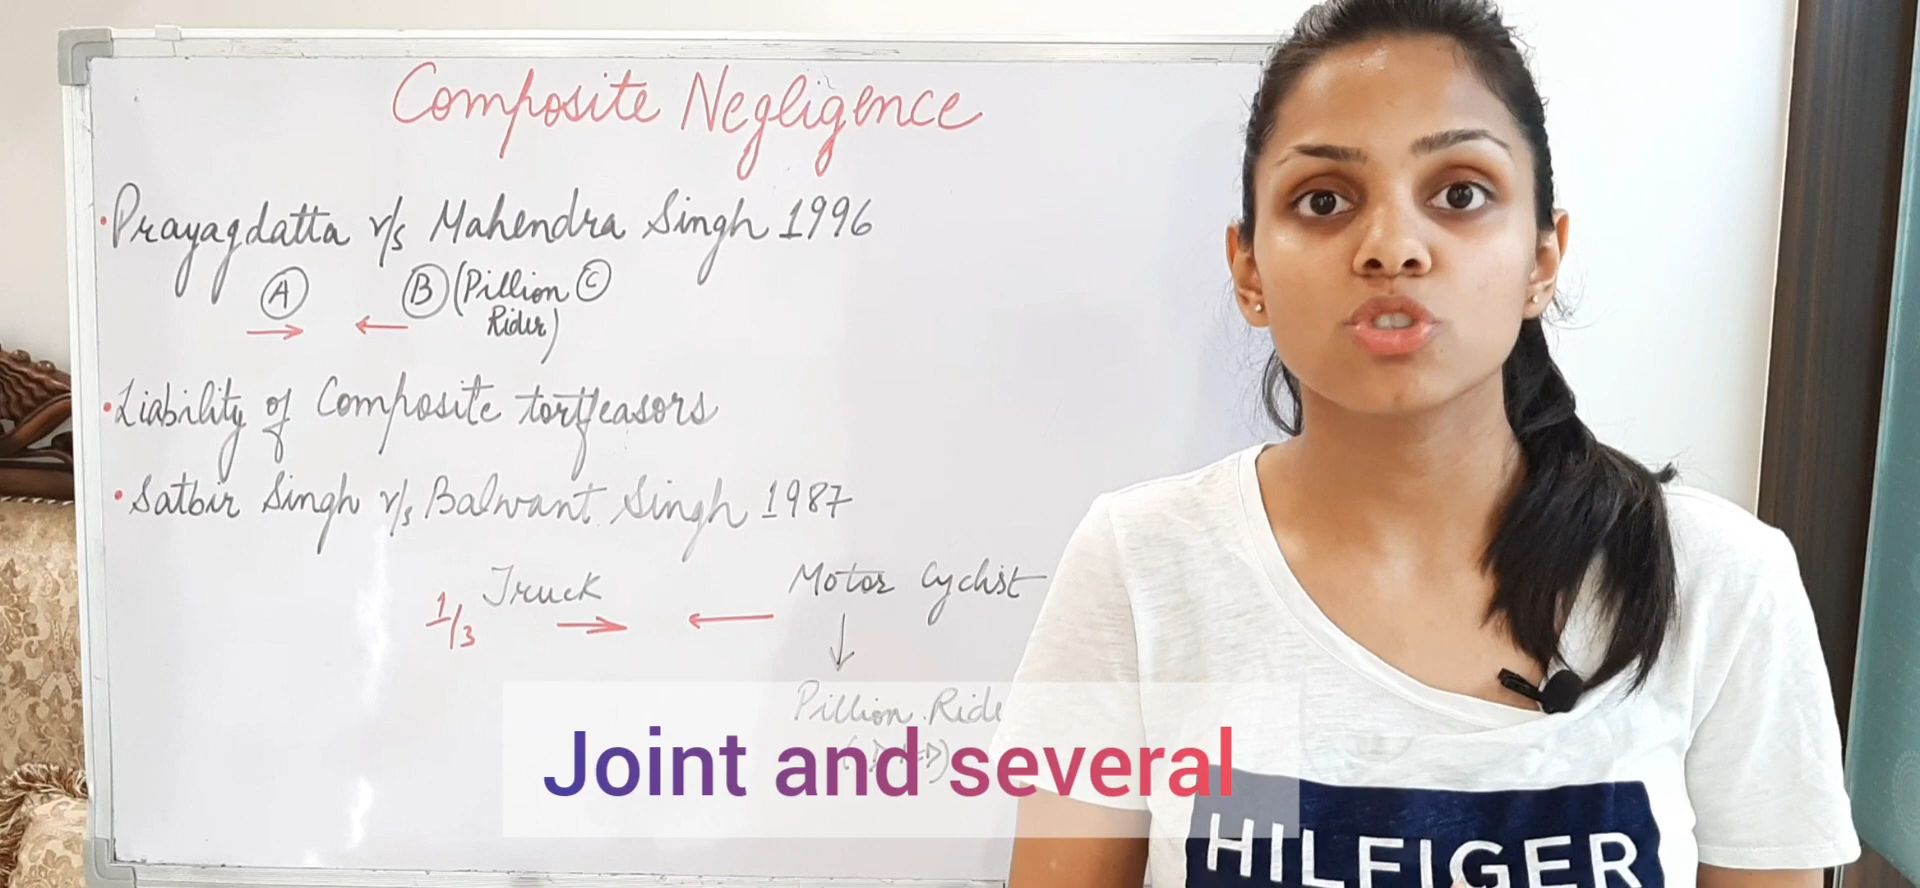 Composite Negligence
• Prayagdatta v/s Mahendra Singh 1996
A B (Pillion C
Rider)
• Liability of Composite tortfeasors
• Satbir Singh v/s Balwant Singh 1987
1/3 Truck Motor Cyclist
Pillion Ride
Joint and several
HILFIGER